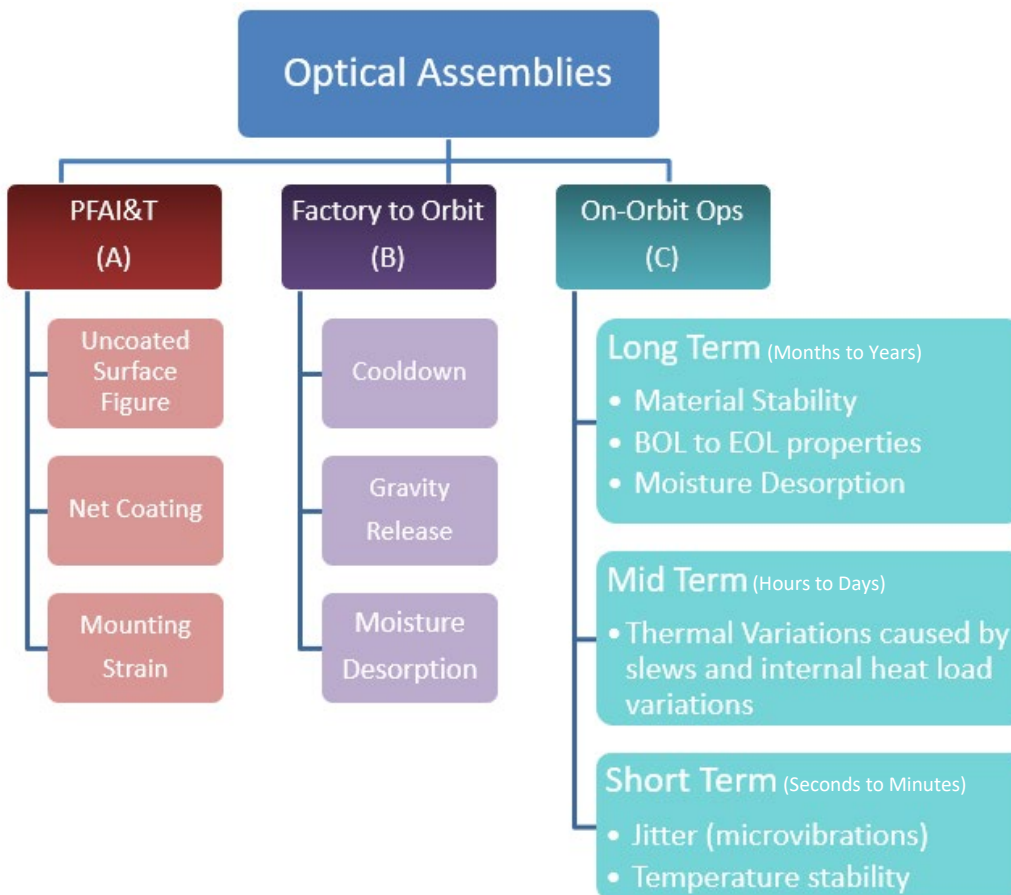 Optical Assemblies
PFAI&T
(A)
Uncoated
Surface
Figure
Net Coating
Mounting
Strain
Factory to Orbit
(B)
Cooldown
Gravity
Release
Moisture
Desorption
On-Orbit Ops
(C)
Long Term (Months to Years)
• Material Stability
• BOL to EOL properties
• Moisture Desorption
Mid Term (Hours to Days)
• Thermal Variations caused by
slews and internal heat load
variations
Short Term (Seconds to Minutes)
• Jitter (microvibrations)
• Temperature stability